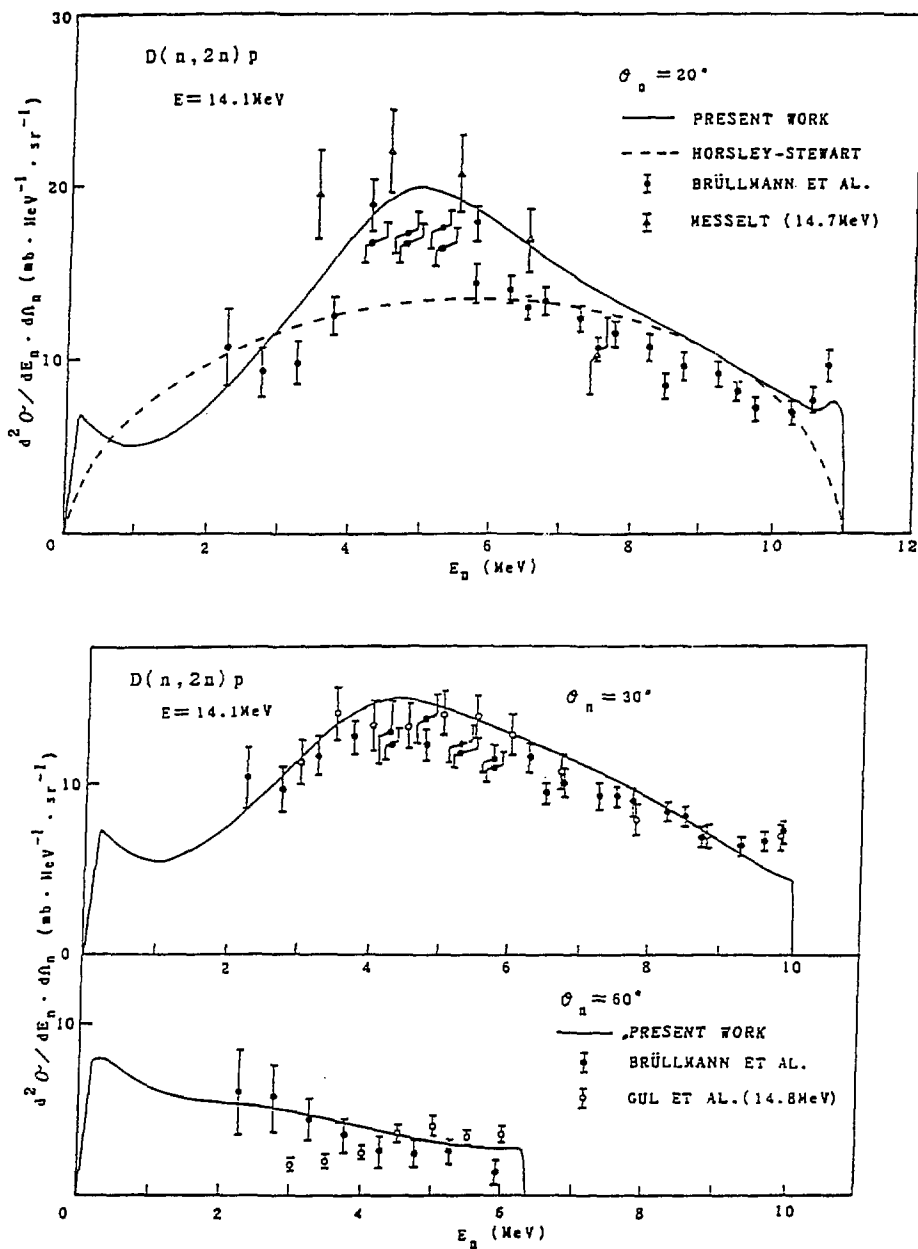 30
D(n,2n)p
E=14.1MeV
θn=20°
PRESENT WORK
HORSLEY-STEWART
BRÜLLMANN ET AL.
MESSELT (14.7MeV)
d²σ/dEn·dΩn (mb·MeV⁻¹·sr⁻¹)
20
10
0
0 2 4 6 8 10 12
En (MeV)
D(n,2n)p
E=14.1MeV
θn=30°
10
0
2 4 6 8 10
d²σ/dEn·dΩn (mb·MeV⁻¹·sr⁻¹)
θn=60°
10
PRESENT WORK
BRÜLLMANN ET AL.
GUL ET AL.(14.8MeV)
0 2 4 6 8 10
En (MeV)